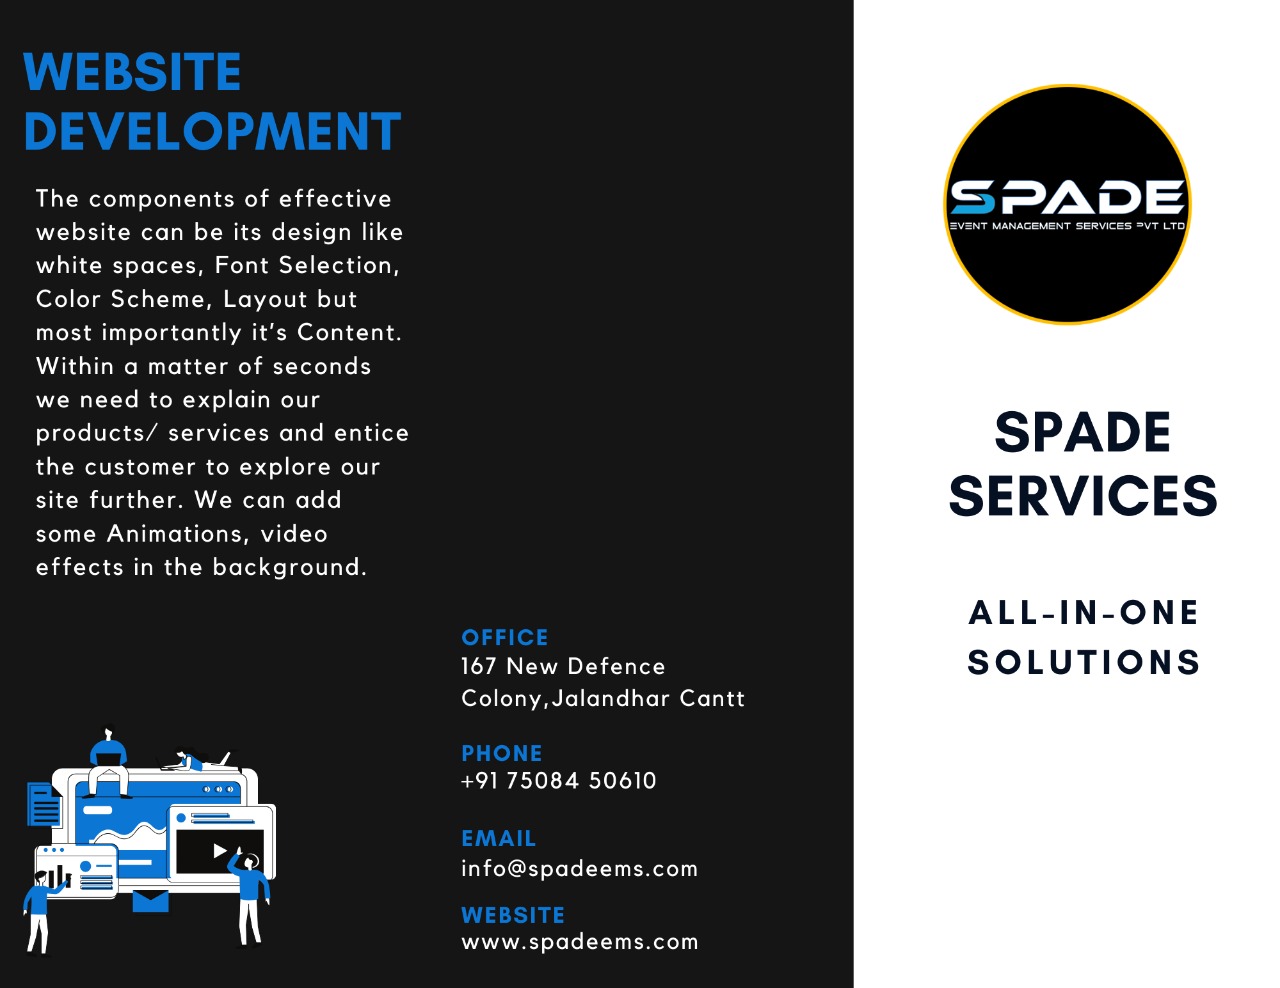 WEBSITE
DEVELOPMENT
The components of effective
website can be its design like
white spaces, Font Selection,
Color Scheme, Layout but
most importantly it's Content.
Within a matter of seconds
we need to explain our
products/ services and entice
the customer to explore our
site further. We can add
some Animations, video
effects in the background.
OFFICE
167 New Defence
Colony,Jalandhar Cantt
PHONE
+91 75084 50610
EMAIL
info@spadeems.com
WEBSITE
www.spadeems.com
SPADE
EVENT MANAGEMENT SERVICES PVT LTD
SPADE
SERVICES
ALL-IN-ONE
SOLUTIONS